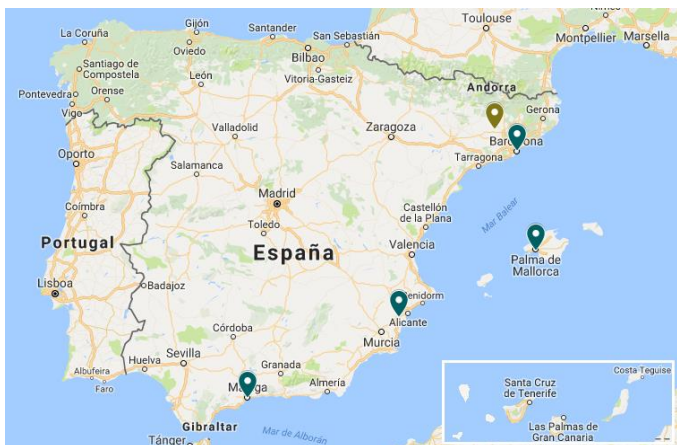 Toulouse
Nimes
Montpellier
Marsella
La Coruña
Gijón
Santander
San Sebastián
Oviedo
Bilbao
Santiago de
Compostela
León
Vitoria-Gasteiz
Andorra
Pontevedra
Orense
Vigo
Gerona
Valladolid
Zaragoza
Barcelona
Tarragona
Oporto
Salamanca
Madrid
Coímbra
Toledo
Castellón
de la Plana
Mar Balear
Portugal
España
Valencia
Palma de
Mallorca
Lisboa
Badajoz
Benidorm
Alicante
Córdoba
Murcia
Albufeira
Faro
Huelva
Sevilla
Granada
Málaga
Almería
Costa Teguise
Santa Cruz
de Tenerife
Gibraltar
Mar de Alborán
Tánger
Las Palmas de
Gran Canaria